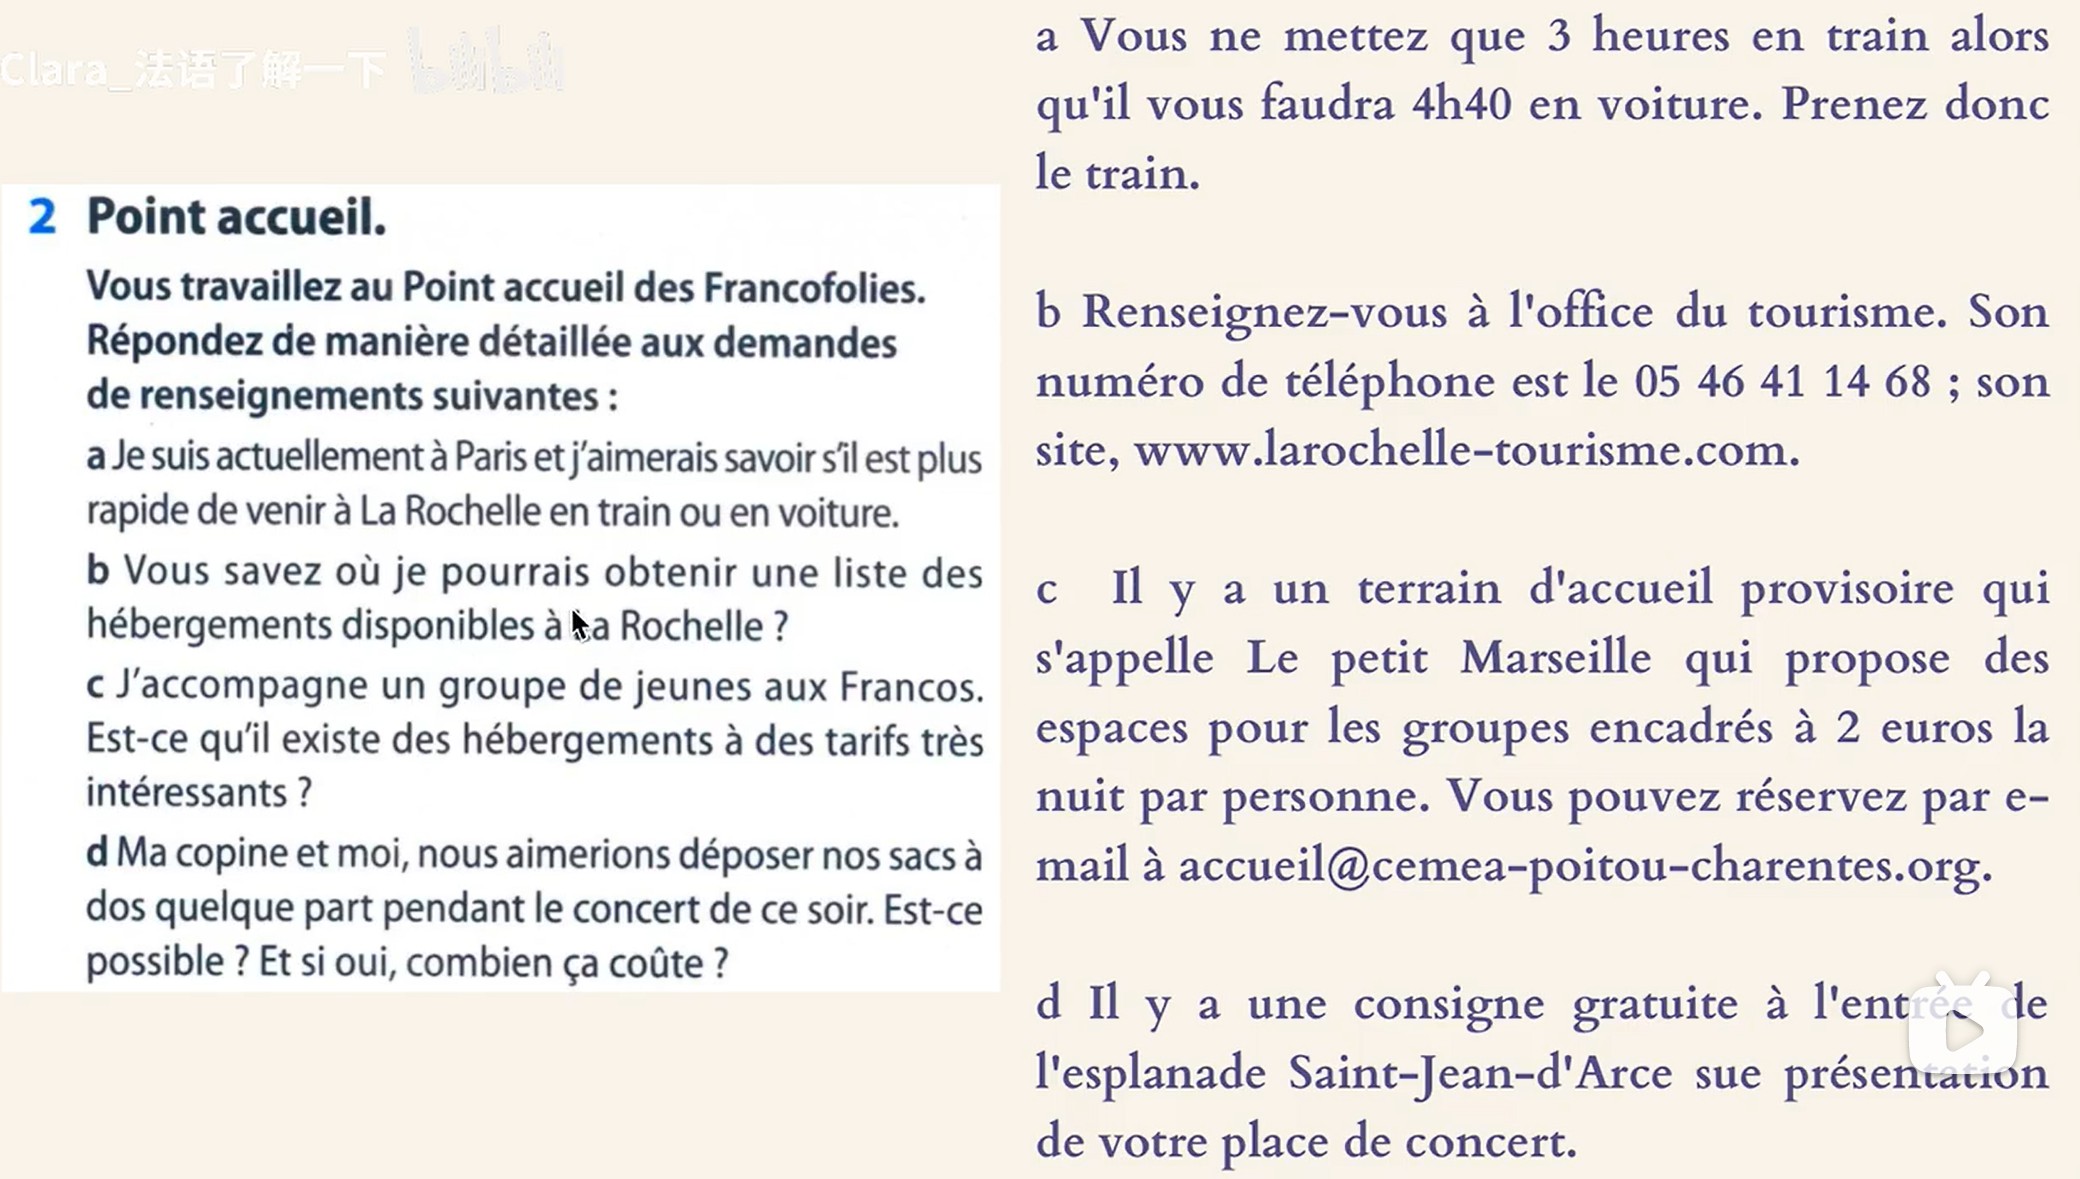 Clara_法语了解一下 bilibili
2 Point accueil.
Vous travaillez au Point accueil des Francofolies.
Répondez de manière détaillée aux demandes
de renseignements suivantes :
a Je suis actuellement à Paris et j'aimerais savoir s'il est plus
rapide de venir à La Rochelle en train ou en voiture.
b Vous savez où je pourrais obtenir une liste des
hébergements disponibles à La Rochelle ?
c J'accompagne un groupe de jeunes aux Francos.
Est-ce qu'il existe des hébergements à des tarifs très
intéressants ?
d Ma copine et moi, nous aimerions déposer nos sacs à
dos quelque part pendant le concert de ce soir. Est-ce
possible ? Et si oui, combien ça coûte ?
a Vous ne mettez que 3 heures en train alors
qu'il vous faudra 4h40 en voiture. Prenez donc
le train.
b Renseignez-vous à l'office du tourisme. Son
numéro de téléphone est le 05 46 41 14 68 ; son
site, www.larochelle-tourisme.com.
c Il y a un terrain d'accueil provisoire qui
s'appelle Le petit Marseille qui propose des
espaces pour les groupes encadrés à 2 euros la
nuit par personne. Vous pouvez réservez par e-
mail à accueil@cemea-poitou-charentes.org.
d Il y a une consigne gratuite à l'entrée de
l'esplanade Saint-Jean-d'Arce sue présentation
de votre place de concert.